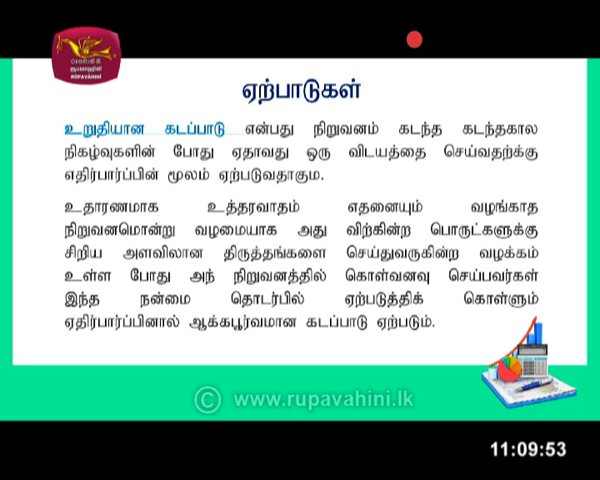 රූපවාහිනී
ரூபவாஹினி
RUPAVAHINI
ஏற்பாடுகள்
உறுதியான கடப்பாடு என்பது நிறுவனம் கடந்த கடந்தகால
நிகழ்வுகளின் போது ஏதாவது ஒரு விடயத்தை செய்வதற்க்கு
எதிர்பார்ப்பின் மூலம் ஏற்படுவதாகும.
உதாரணமாக உத்தரவாதம் எதனையும் வழங்காத
நிறுவனமொன்று வழமையாக அது விற்கின்ற பொருட்களுக்கு
சிறிய அளவிலான திருத்தங்களை செய்துவருகின்ற வழக்கம்
உள்ள போது அந் நிறுவனத்தில் கொள்வனவு செய்பவர்கள்
இந்த நன்மை தொடர்பில் ஏற்படுத்திக் கொள்ளும்
ஏதிர்பார்ப்பினால் ஆக்கபூர்வமான கடப்பாடு ஏற்படும்.
© www.rupavahini.lk
11:09:53